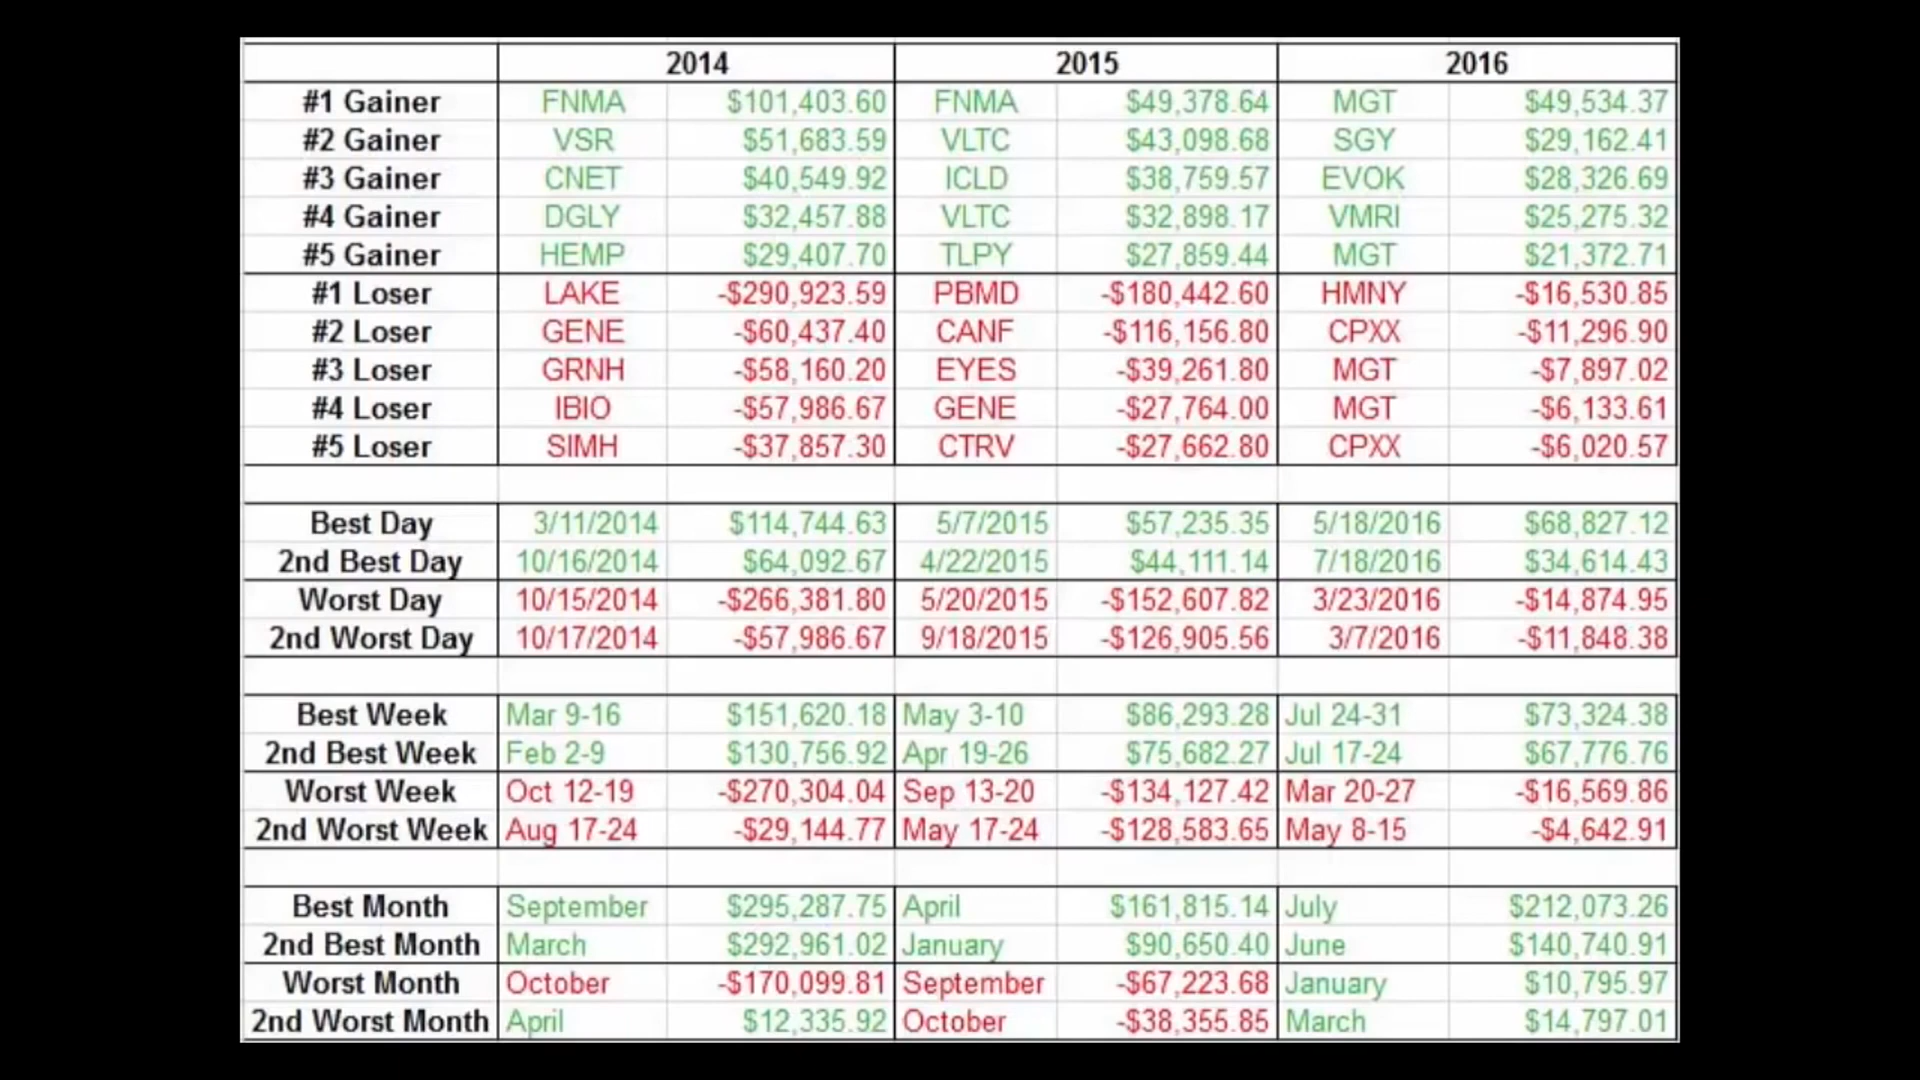 2014 2015 2016
#1 Gainer FNMA $101,403.60 FNMA $49,378.64 MGT $49,534.37
#2 Gainer VSR $51,683.59 VLTC $43,098.68 SGY $29,162.41
#3 Gainer CNET $40,549.92 ICLD $38,759.57 EVOK $28,326.69
#4 Gainer DGLY $32,457.88 VLTC $32,898.17 VMRI $25,275.32
#5 Gainer HEMP $29,407.70 TLPY $27,859.44 MGT $21,372.71
#1 Loser LAKE -$290,923.59 PBMD -$180,442.60 HMNY -$16,530.85
#2 Loser GENE -$60,437.40 CANF -$116,156.80 CPXX -$11,296.90
#3 Loser GRNH -$58,160.20 EYES -$39,261.80 MGT -$7,897.02
#4 Loser IBIO -$57,986.67 GENE -$27,764.00 MGT -$6,133.61
#5 Loser SIMH -$37,857.30 CTRV -$27,662.80 CPXX -$6,020.57
Best Day 3/11/2014 $114,744.63 5/7/2015 $57,235.35 5/18/2016 $68,827.12
2nd Best Day 10/16/2014 $64,092.67 4/22/2015 $44,111.14 7/18/2016 $34,614.43
Worst Day 10/15/2014 -$266,381.80 5/20/2015 -$152,607.82 3/23/2016 -$14,874.95
2nd Worst Day 10/17/2014 -$57,986.67 9/18/2015 -$126,905.56 3/7/2016 -$11,848.38
Best Week Mar 9-16 $151,620.18 May 3-10 $86,293.28 Jul 24-31 $73,324.38
2nd Best Week Feb 2-9 $130,756.92 Apr 19-26 $75,682.27 Jul 17-24 $67,776.76
Worst Week Oct 12-19 -$270,304.04 Sep 13-20 -$134,127.42 Mar 20-27 -$16,569.86
2nd Worst Week Aug 17-24 -$29,144.77 May 17-24 -$128,583.65 May 8-15 -$4,642.91
Best Month September $295,287.75 April $161,815.14 July $212,073.26
2nd Best Month March $292,961.02 January $90,650.40 June $140,740.91
Worst Month October -$170,099.81 September -$67,223.68 January $10,795.97
2nd Worst Month April $12,335.92 October -$38,355.85 March $14,797.01